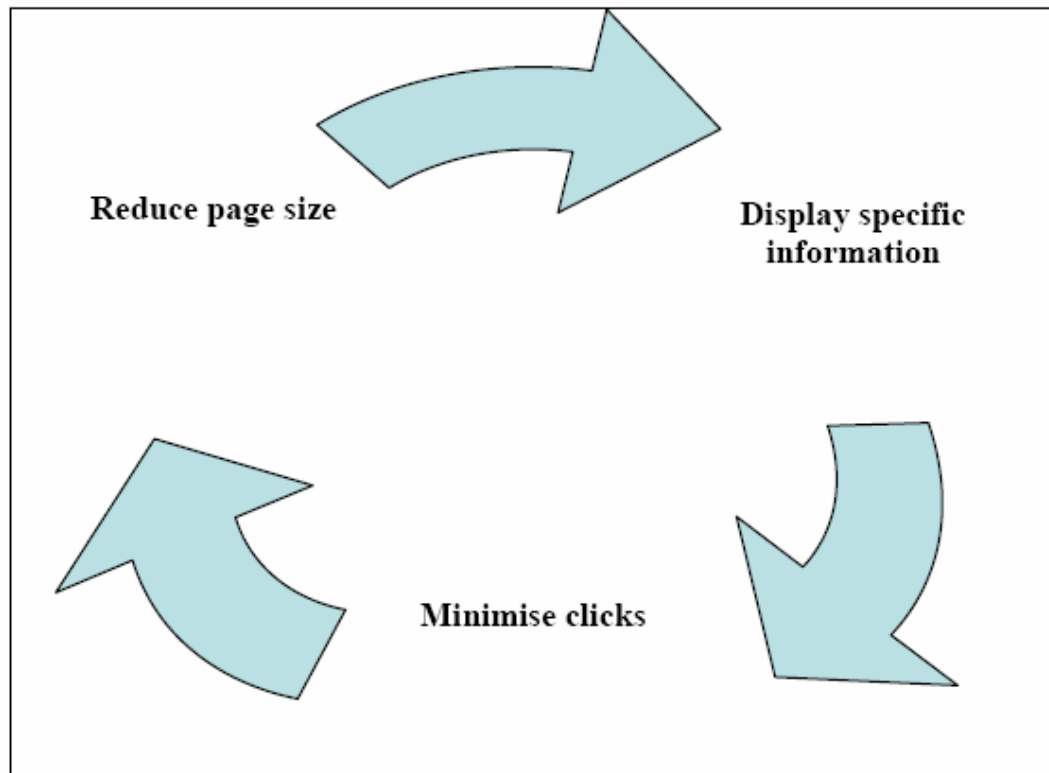 Reduce page size
Display specific
information
Minimise clicks